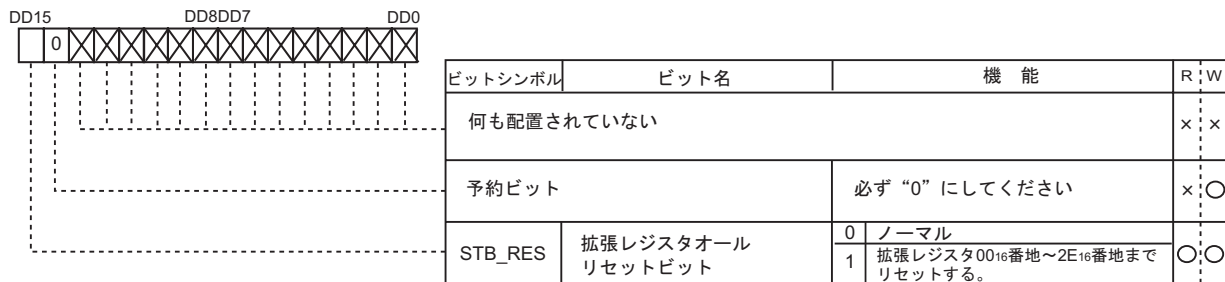 DD15 DD8DD7 DD0
0
ビットシンボル ビット名 機 能 R W
何も配置されていない × ×
予約ビット 必ず“0”にしてください × ○
STB_RES 拡張レジスタオール
リセットビット
0 ノーマル
1 拡張レジスタ0016番地～2E16番地まで
リセットする。
○ ○